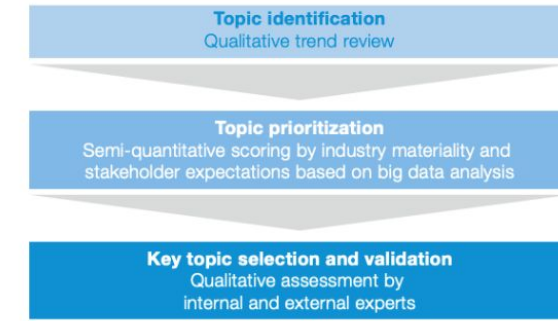 Topic identification
Qualitative trend review
Topic prioritization
Semi-quantitative scoring by industry materiality and
stakeholder expectations based on big data analysis
Key topic selection and validation
Qualitative assessment by
internal and external experts